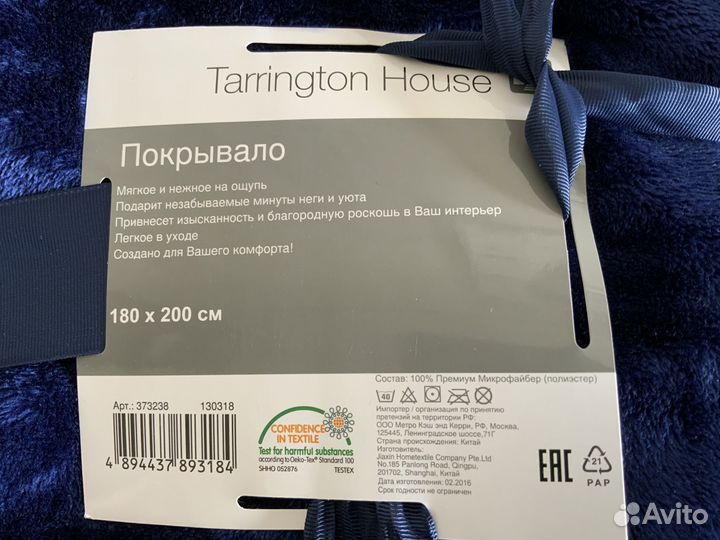 Tarrington House
Покрывало
Мягкое и нежное на ощупь
Подарит незабываемые минуты неги и уюта
Привнесет изысканность и благородную роскошь в Ваш интерьер
Легкое в уходе
Создано для Вашего комфорта!
180 x 200 см
Арт.: 373238 130318
4 894437 893184
CONFIDENCE
IN TEXTILE
Test for harmful substances
according to Oeko-Tex® Standard 100
SHHO 052876 TESTEX
Состав: 100% Премиум Микрофайбер (полиэстер)
40
Импортер / организация по принятию
претензий на территории РФ:
ООО Метро Кэш энд Керри, РФ, Москва,
125445, Ленинградское шоссе, 71Г
Страна происхождения: Китай
Изготовитель:
Jiaxin Hometextile Company Pte.Ltd
No.185 Panlong Road, Qingpu,
201702, Shanghai, Китай
Дата изготовления: 02.2016
Срок годности не ограничен
EAC
21
PAP
Avito